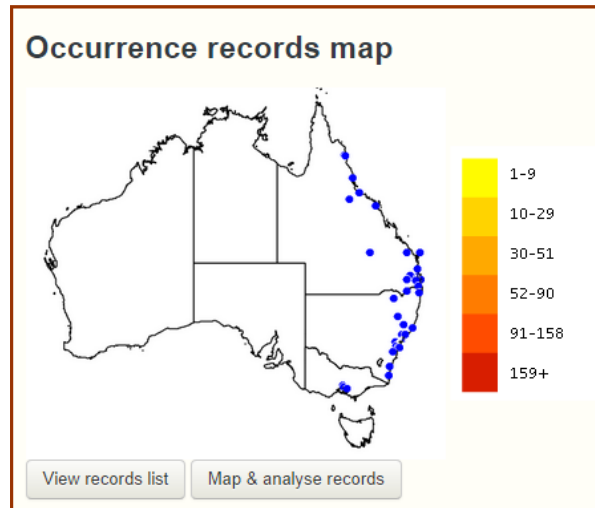 Occurrence records map
1-9
10-29
30-51
52-90
91-158
159+
View records list
Map & analyse records